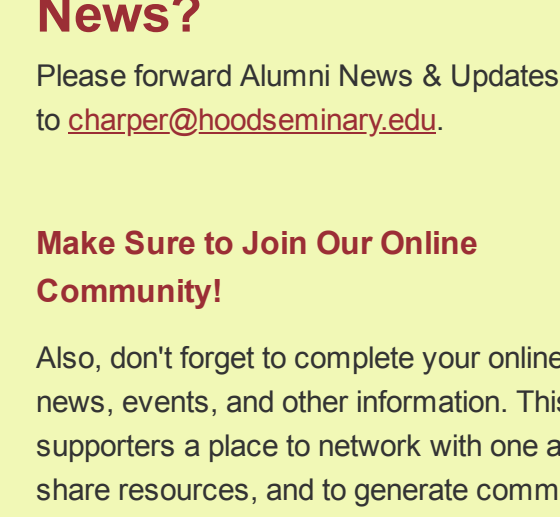 News?
Please forward Alumni News & Updates
to charper@hoodseminary.edu.
Make Sure to Join Our Online
Community!
Also, don't forget to complete your online
news, events, and other information. This
supporters a place to network with one a
share resources, and to generate comm